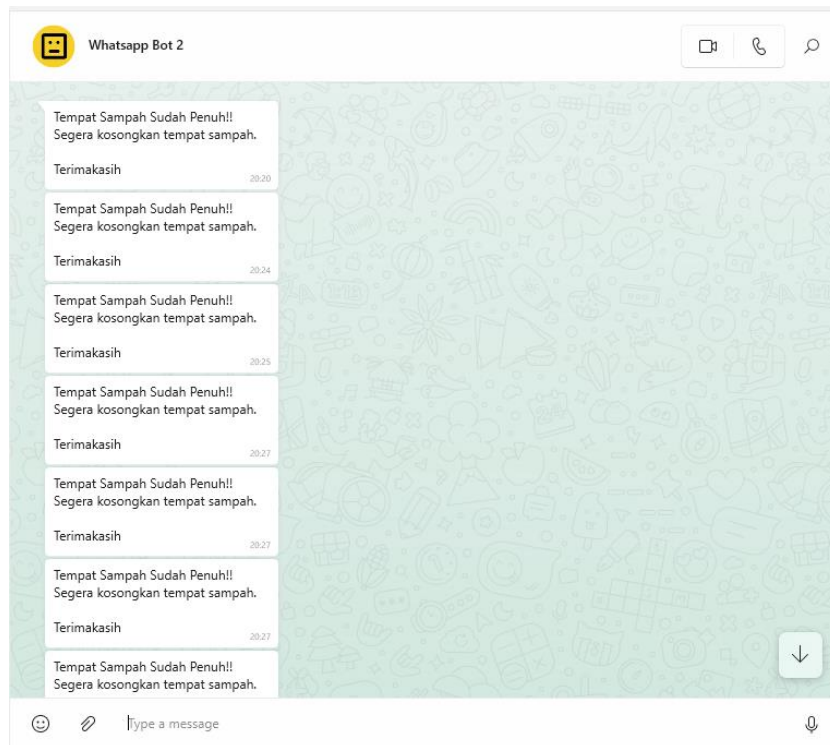 Whatsapp Bot 2
Tempat Sampah Sudah Penuh!!
Segera kosongkan tempat sampah.
Terimakasih
20:20
Tempat Sampah Sudah Penuh!!
Segera kosongkan tempat sampah.
Terimakasih
20:24
Tempat Sampah Sudah Penuh!!
Segera kosongkan tempat sampah.
Terimakasih
20:25
Tempat Sampah Sudah Penuh!!
Segera kosongkan tempat sampah.
Terimakasih
20:27
Tempat Sampah Sudah Penuh!!
Segera kosongkan tempat sampah.
Terimakasih
20:27
Tempat Sampah Sudah Penuh!!
Segera kosongkan tempat sampah.
Terimakasih
20:27
Tempat Sampah Sudah Penuh!!
Segera kosongkan tempat sampah.
Type a message